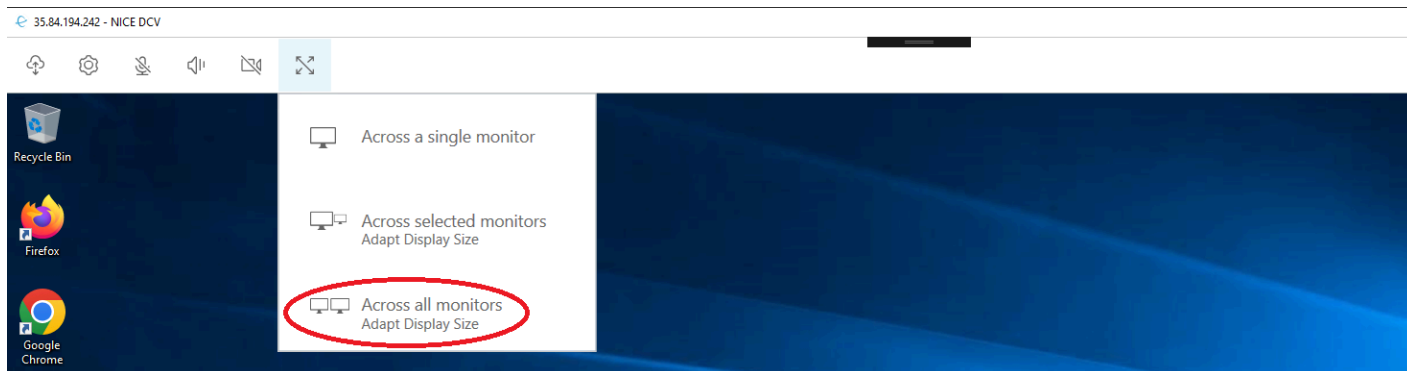 35.84.194.242 - NICE DCV
Recycle Bin
Firefox
Google
Chrome
Across a single monitor
Across selected monitors
Adapt Display Size
Across all monitors
Adapt Display Size